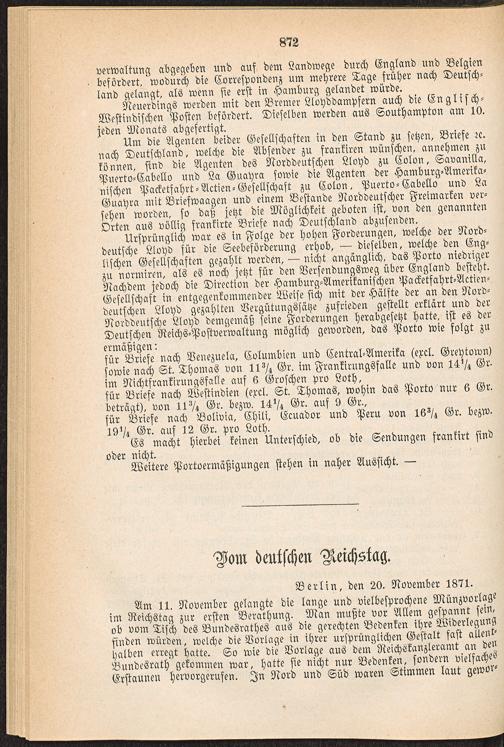 872
verwaltung abgegeben und auf dem Landwege durch England und Belgien
befördert, wodurch die Correspondenz um mehrere Tage früher nach Deutsch-
land gelangt, als wenn sie erst in Hamburg gelandet würde.
Neuerdings werden mit den Bremer Lloyddampfern auch die Englisch-
Westindischen Posten befördert. Dieselben werden aus Southampton am 10.
jeden Monats abgefertigt.
Um die Agenten beider Gesellschaften in den Stand zu setzen, Briefe ꝛc.
nach Deutschland, welche die Absender zu frankiren wünschen, annehmen zu
können, sind die Agenten des Norddeutschen Lloyd zu Colon, Savanilla,
Puerto-Cabello und La Guayra sowie die Agenten der Hamburg-Amerika-
nischen Packetfahrt-Actien-Gesellschaft zu Colon, Puerto-Cabello und La
Guayra mit Briefwaagen und einem Bestande Norddeutscher Freimarken ver-
sehen worden, so daß jetzt die Möglichkeit geboten ist, von den genannten
Orten aus völlig frankirte Briefe nach Deutschland abzusenden.
Ursprünglich war es in Folge der hohen Forderungen, welche der Nord-
deutsche Lloyd für die Seebeförderung erhob, — dieselben, welche den Eng-
lischen Gesellschaften gezahlt werden, — nicht angänglich, das Porto niedriger
zu normiren, als es noch jetzt für den Versendungsweg über England besteht.
Nachdem jedoch die Direction der Hamburg-Amerikanischen Packetfahrt-Actien-
Gesellschaft in entgegenkommender Weise sich mit der Hälfte der an den Nord-
deutschen Lloyd gezahlten Vergütungssätze zufrieden gestellt erklärt und der
Norddeutsche Lloyd demgemäß seine Forderungen herabgesetzt hatte, ist es der
Deutschen Reichs-Postverwaltung möglich geworden, das Porto wie folgt zu
ermäßigen:
für Briefe nach Venezuela, Columbien und Central-Amerika (excl. Greytown)
sowie nach St. Thomas von 11³/₄ Gr. im Frankirungsfalle und von 14¹/₄ Gr.
im Nichtfrankirungsfalle auf 6 Groschen pro Loth,
für Briefe nach Westindien (excl. St. Thomas, wohin das Porto nur 6 Gr.
beträgt), von 11³/₄ Gr. bezw. 14¹/₄ Gr. auf 9 Gr.,
für Briefe nach Bolivia, Chili, Ecuador und Peru von 16³/₄ Gr. bezw.
19¹/₄ Gr. auf 12 Gr. pro Loth.
Es macht hierbei keinen Unterschied, ob die Sendungen frankirt sind
oder nicht.
Weitere Portoermäßigungen stehen in naher Aussicht. —
Vom deutschen Reichstag.
Berlin, den 20. November 1871.
Am 11. November gelangte die lange und vielbesprochene Münzvorlage
im Reichstag zur ersten Berathung. Man mußte vor Allem gespannt sein,
ob vom Tisch des Bundesrathes aus die gerechten Bedenken ihre Widerlegung
finden würden, welche die Vorlage in ihrer ursprünglichen Gestalt fast allent-
halben erregt hatte. So wie die Vorlage aus dem Reichskanzleramt an den
Bundesrath gekommen war, hatte sie nicht nur Bedenken, sondern vielfaches
Erstaunen hervorgerufen. In Nord und Süd waren Stimmen laut gewor-